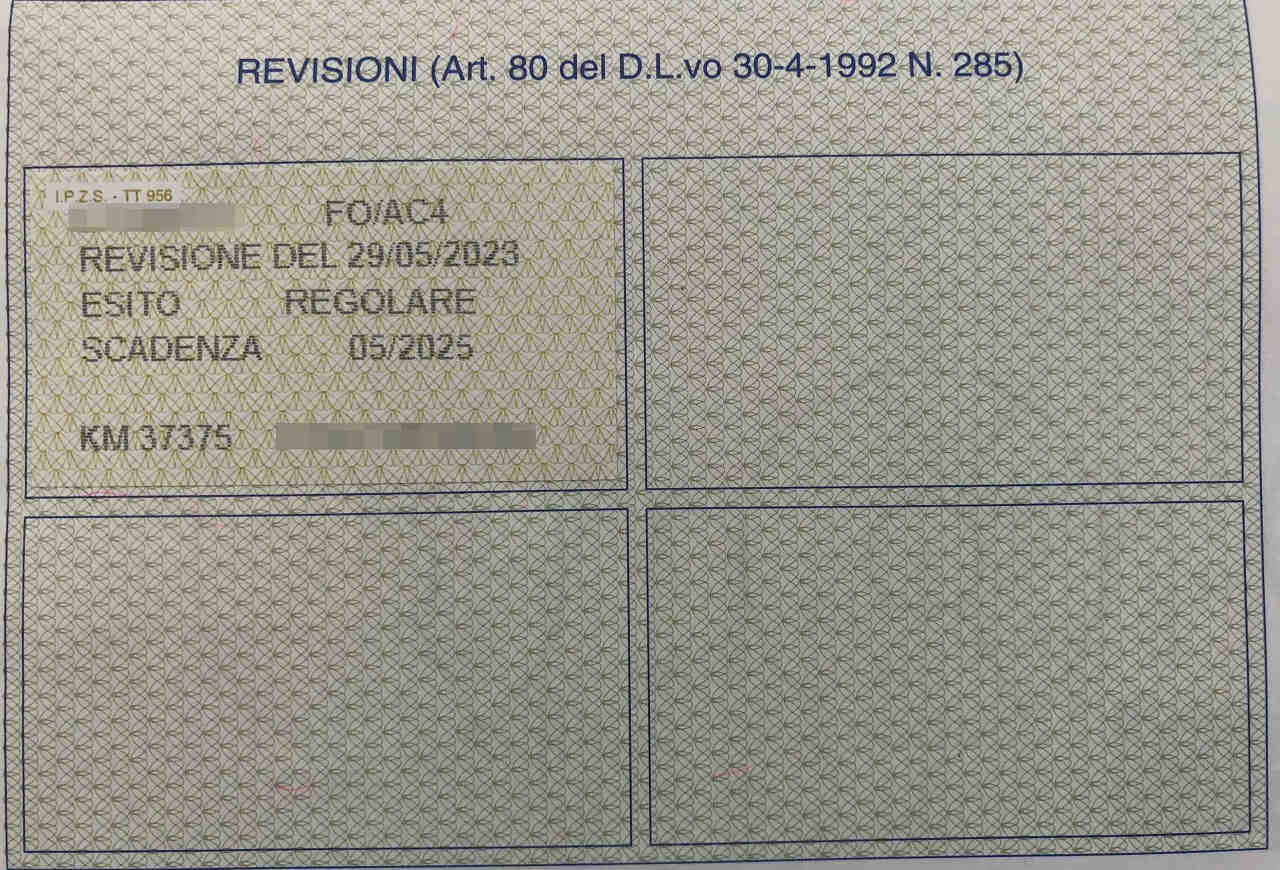 REVISIONI (Art. 80 del D.L.vo 30-4-1992 N. 285)
I.P.Z.S. - TT 956
FO/AC4
REVISIONE DEL 29/05/2023
ESITO REGOLARE
SCADENZA 05/2025
KM 37375